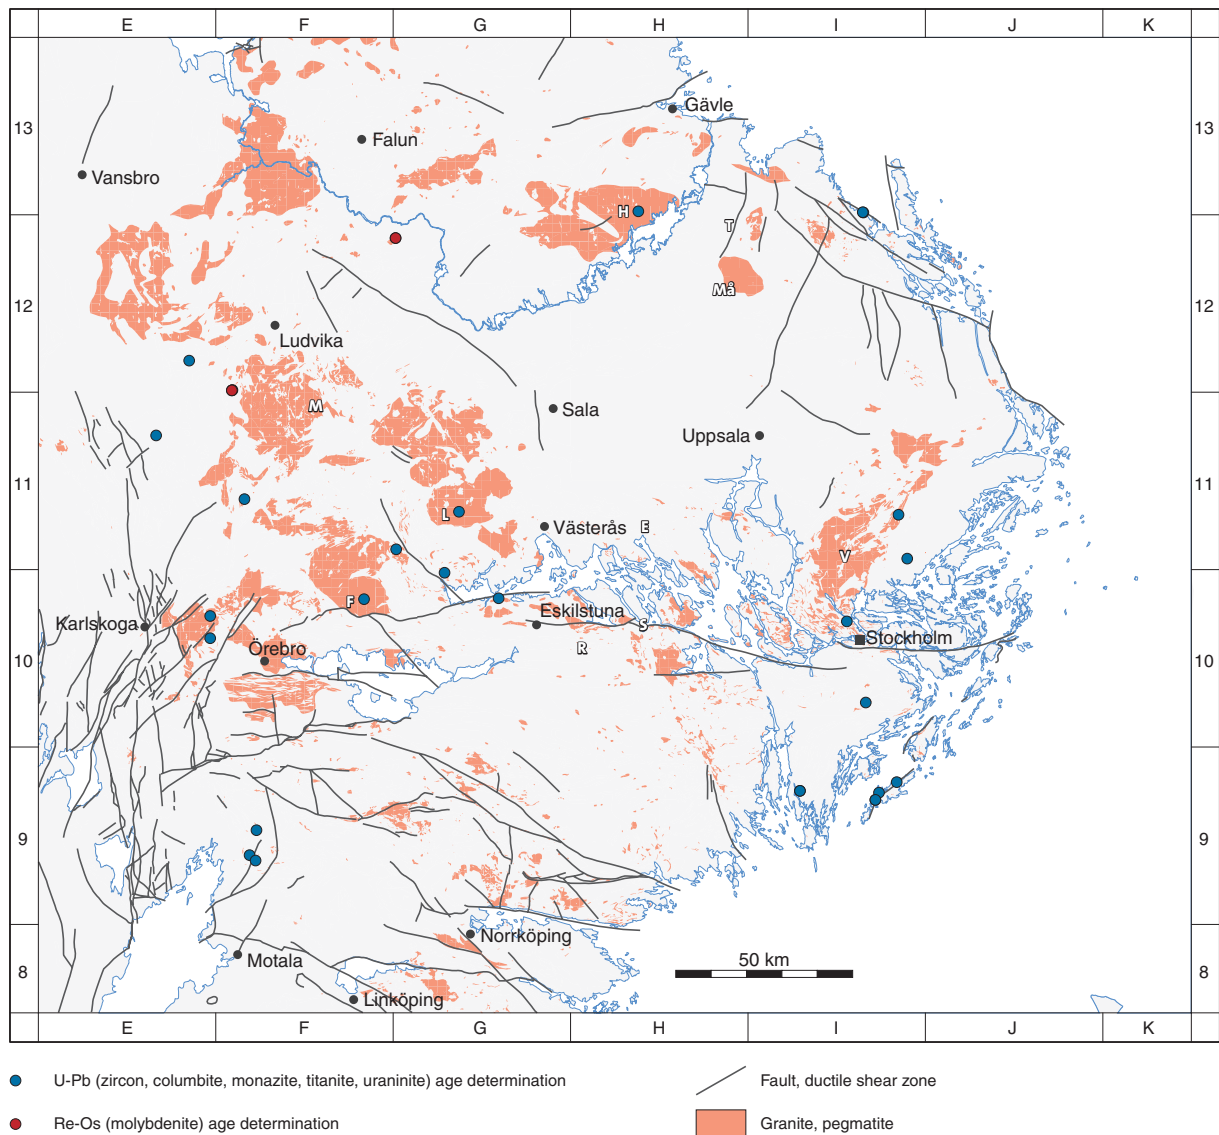 E F G H I J K
13 13
Gävle
Falun
Vansbro
H
T
Må
12 12
Ludvika
M
Sala
Uppsala
11 11
L
Västerås
E
V
F
Eskilstuna
S
Karlskoga
Stockholm
Örebro
R
10 10
9 9
Norrköping
Motala
50 km
8 8
Linköping
E F G H I J K
U-Pb (zircon, columbite, monazite, titanite, uraninite) age determination
Fault, ductile shear zone
Re-Os (molybdenite) age determination
Granite, pegmatite